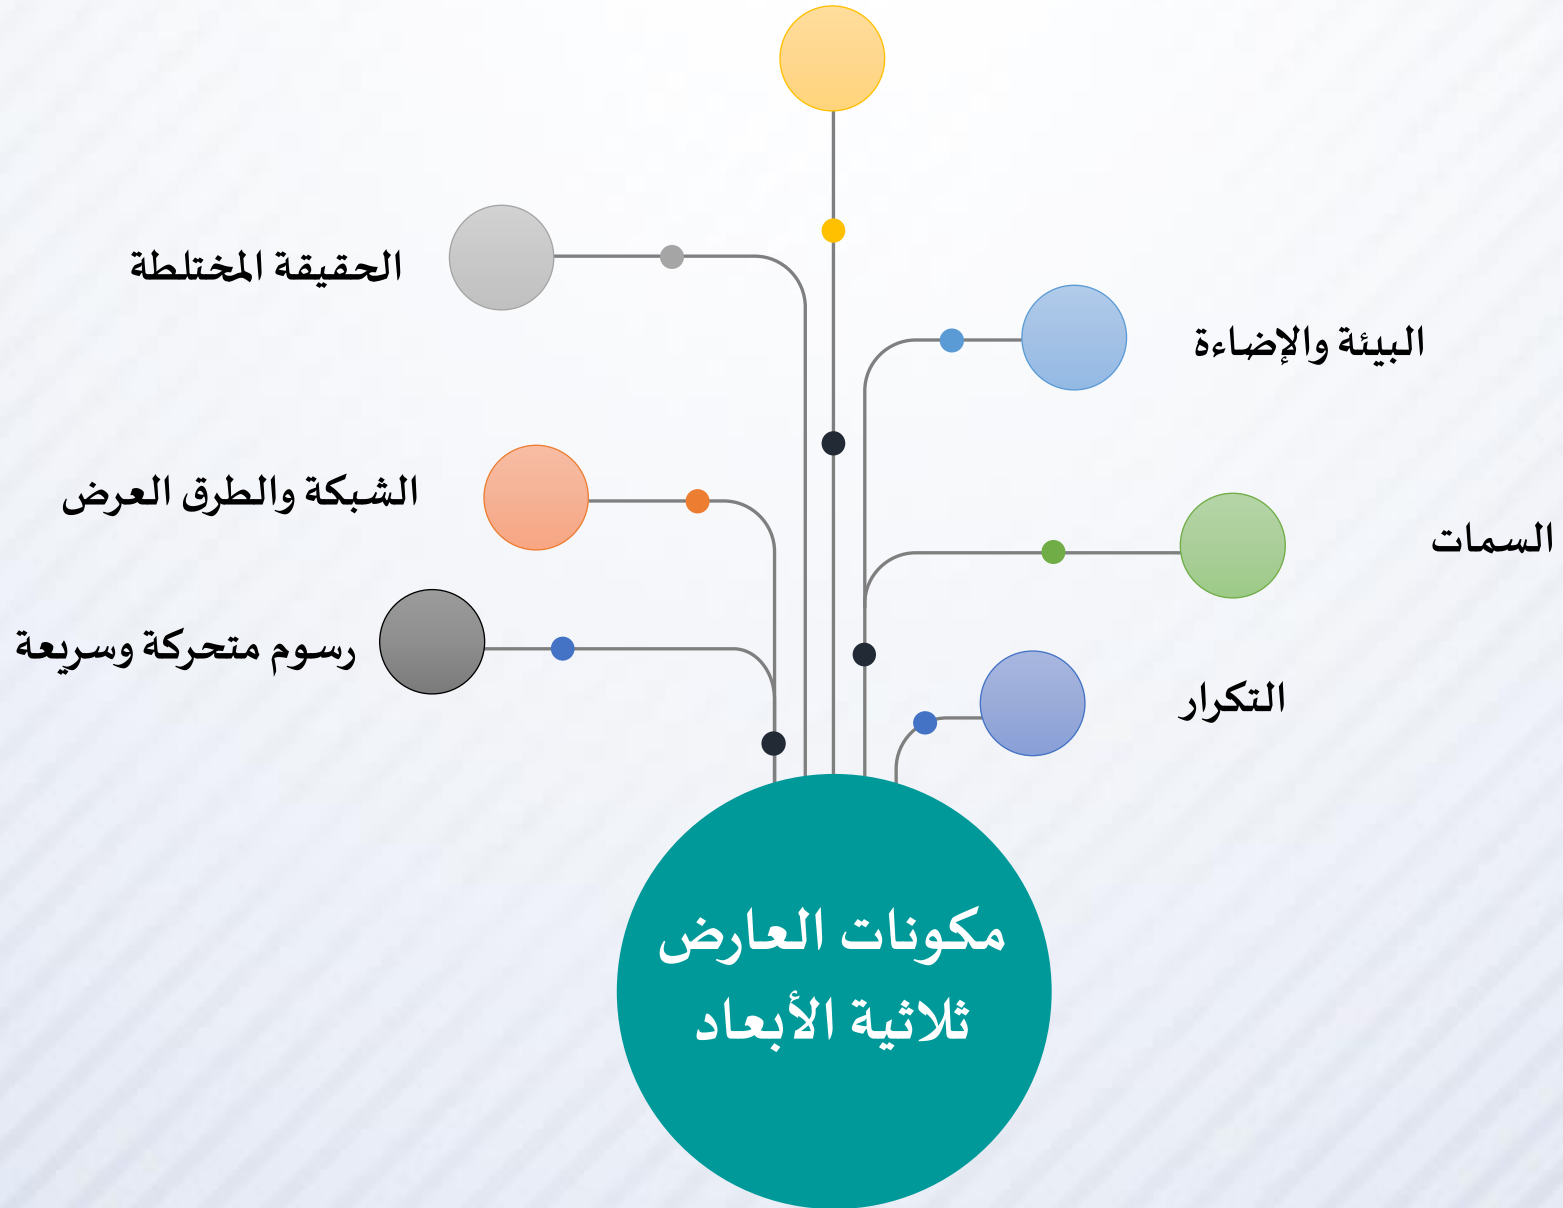 الحقيقة المختلطة
البيئة والإضاءة
الشبكة والطرق العرض
السمات
رسوم متحركة وسريعة
التكرار
مكونات العارض
ثلاثية الأبعاد